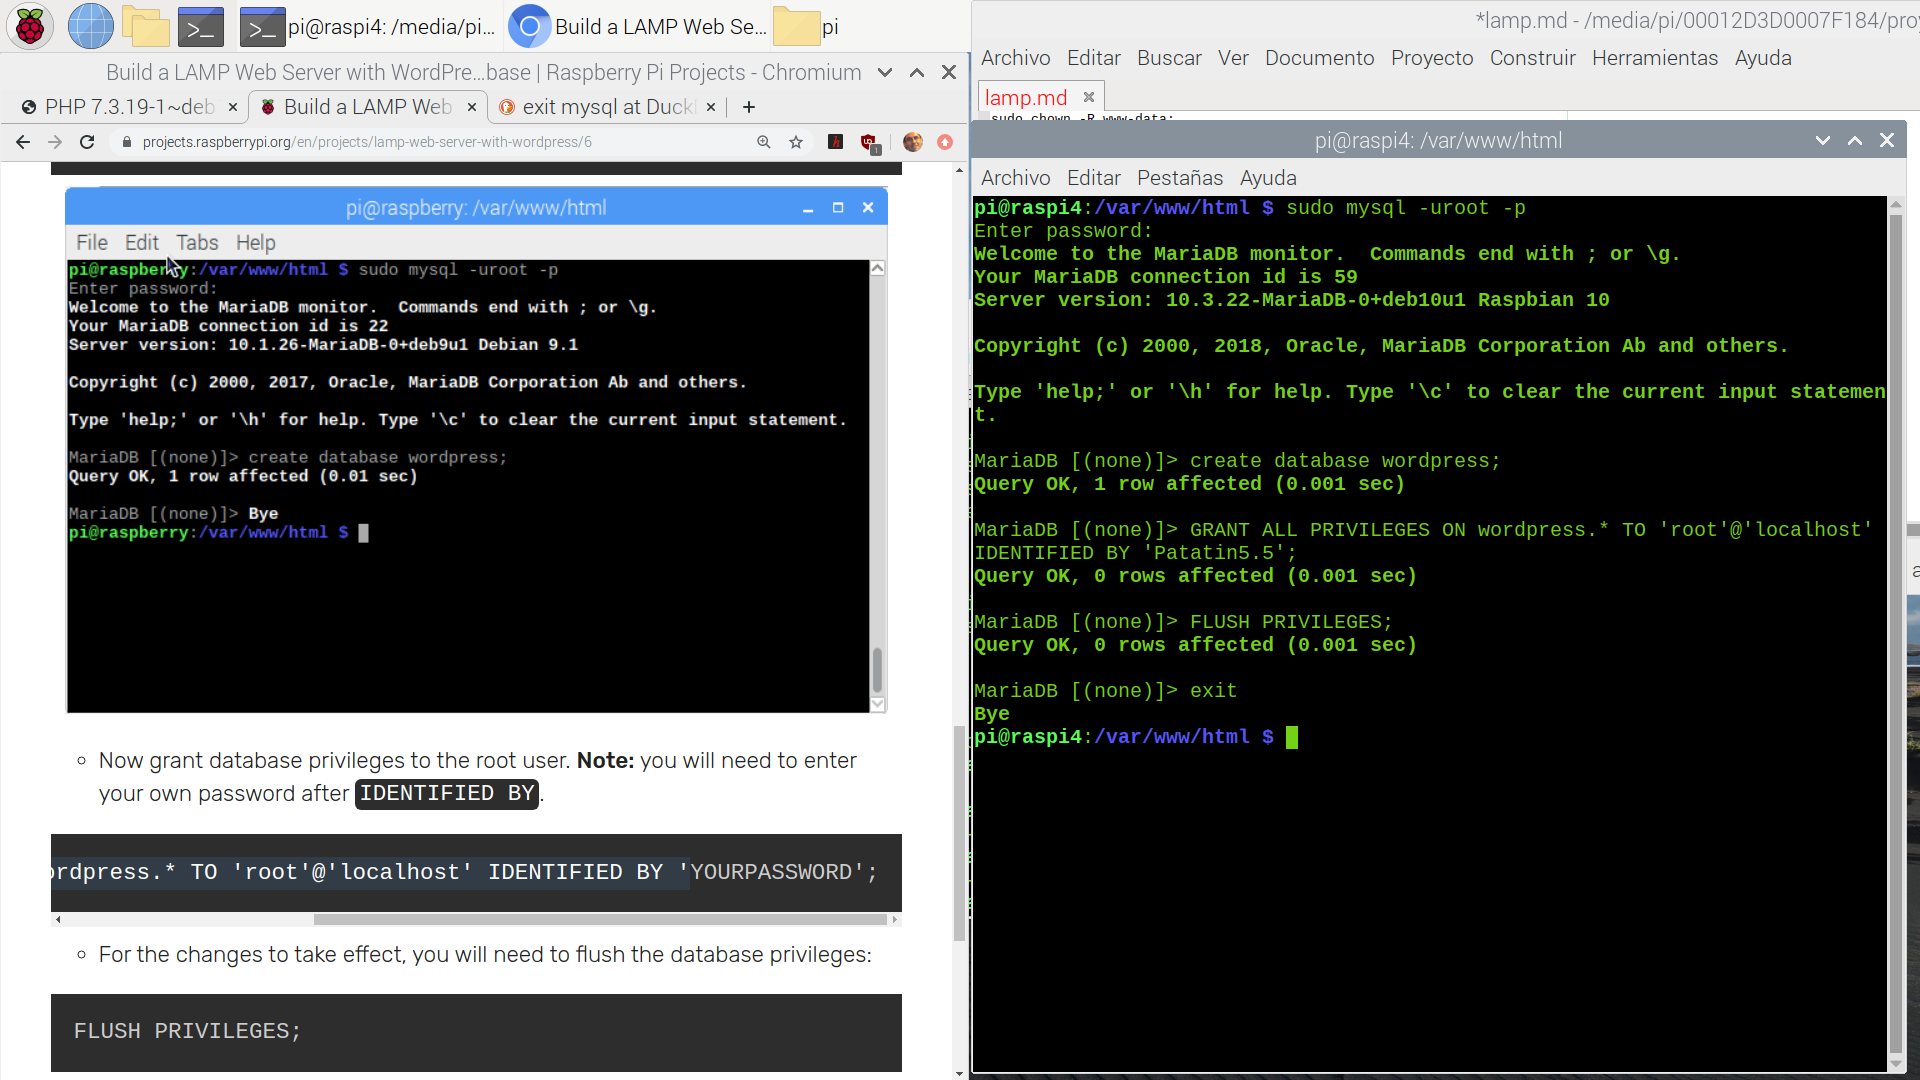 pi@raspi4: /media/pi...
Build a LAMP Web Se...
pi
Build a LAMP Web Server with WordPre...base | Raspberry Pi Projects - Chromium
PHP 7.3.19-1~deb
Build a LAMP Web
exit mysql at Duck
projects.raspberrypi.org/en/projects/lamp-web-server-with-wordpress/6
pi@raspberry: /var/www/html
File Edit Tabs Help
pi@raspberry:/var/www/html $ sudo mysql -uroot -p
Enter password:
Welcome to the MariaDB monitor.  Commands end with ; or \g.
Your MariaDB connection id is 22
Server version: 10.1.26-MariaDB-0+deb9u1 Debian 9.1
Copyright (c) 2000, 2017, Oracle, MariaDB Corporation Ab and others.
Type 'help;' or '\h' for help. Type '\c' to clear the current input statement.
MariaDB [(none)]> create database wordpress;
Query OK, 1 row affected (0.01 sec)
MariaDB [(none)]> Bye
pi@raspberry:/var/www/html $
Now grant database privileges to the root user. Note: you will need to enter
your own password after IDENTIFIED BY.
ordpress.* TO 'root'@'localhost' IDENTIFIED BY 'YOURPASSWORD';
For the changes to take effect, you will need to flush the database privileges:
FLUSH PRIVILEGES;
*lamp.md - /media/pi/00012D3D0007F184/proy
Archivo Editar Buscar Ver Documento Proyecto Construir Herramientas Ayuda
lamp.md
sudo chown -R www-data:
pi@raspi4: /var/www/html
Archivo Editar Pestañas Ayuda
pi@raspi4:/var/www/html $ sudo mysql -uroot -p
Enter password:
Welcome to the MariaDB monitor.  Commands end with ; or \g.
Your MariaDB connection id is 59
Server version: 10.3.22-MariaDB-0+deb10u1 Raspbian 10
Copyright (c) 2000, 2018, Oracle, MariaDB Corporation Ab and others.
Type 'help;' or '\h' for help. Type '\c' to clear the current input statemen
t.
MariaDB [(none)]> create database wordpress;
Query OK, 1 row affected (0.001 sec)
MariaDB [(none)]> GRANT ALL PRIVILEGES ON wordpress.* TO 'root'@'localhost'
IDENTIFIED BY 'Patatin5.5';
Query OK, 0 rows affected (0.001 sec)
MariaDB [(none)]> FLUSH PRIVILEGES;
Query OK, 0 rows affected (0.001 sec)
MariaDB [(none)]> exit
Bye
pi@raspi4:/var/www/html $